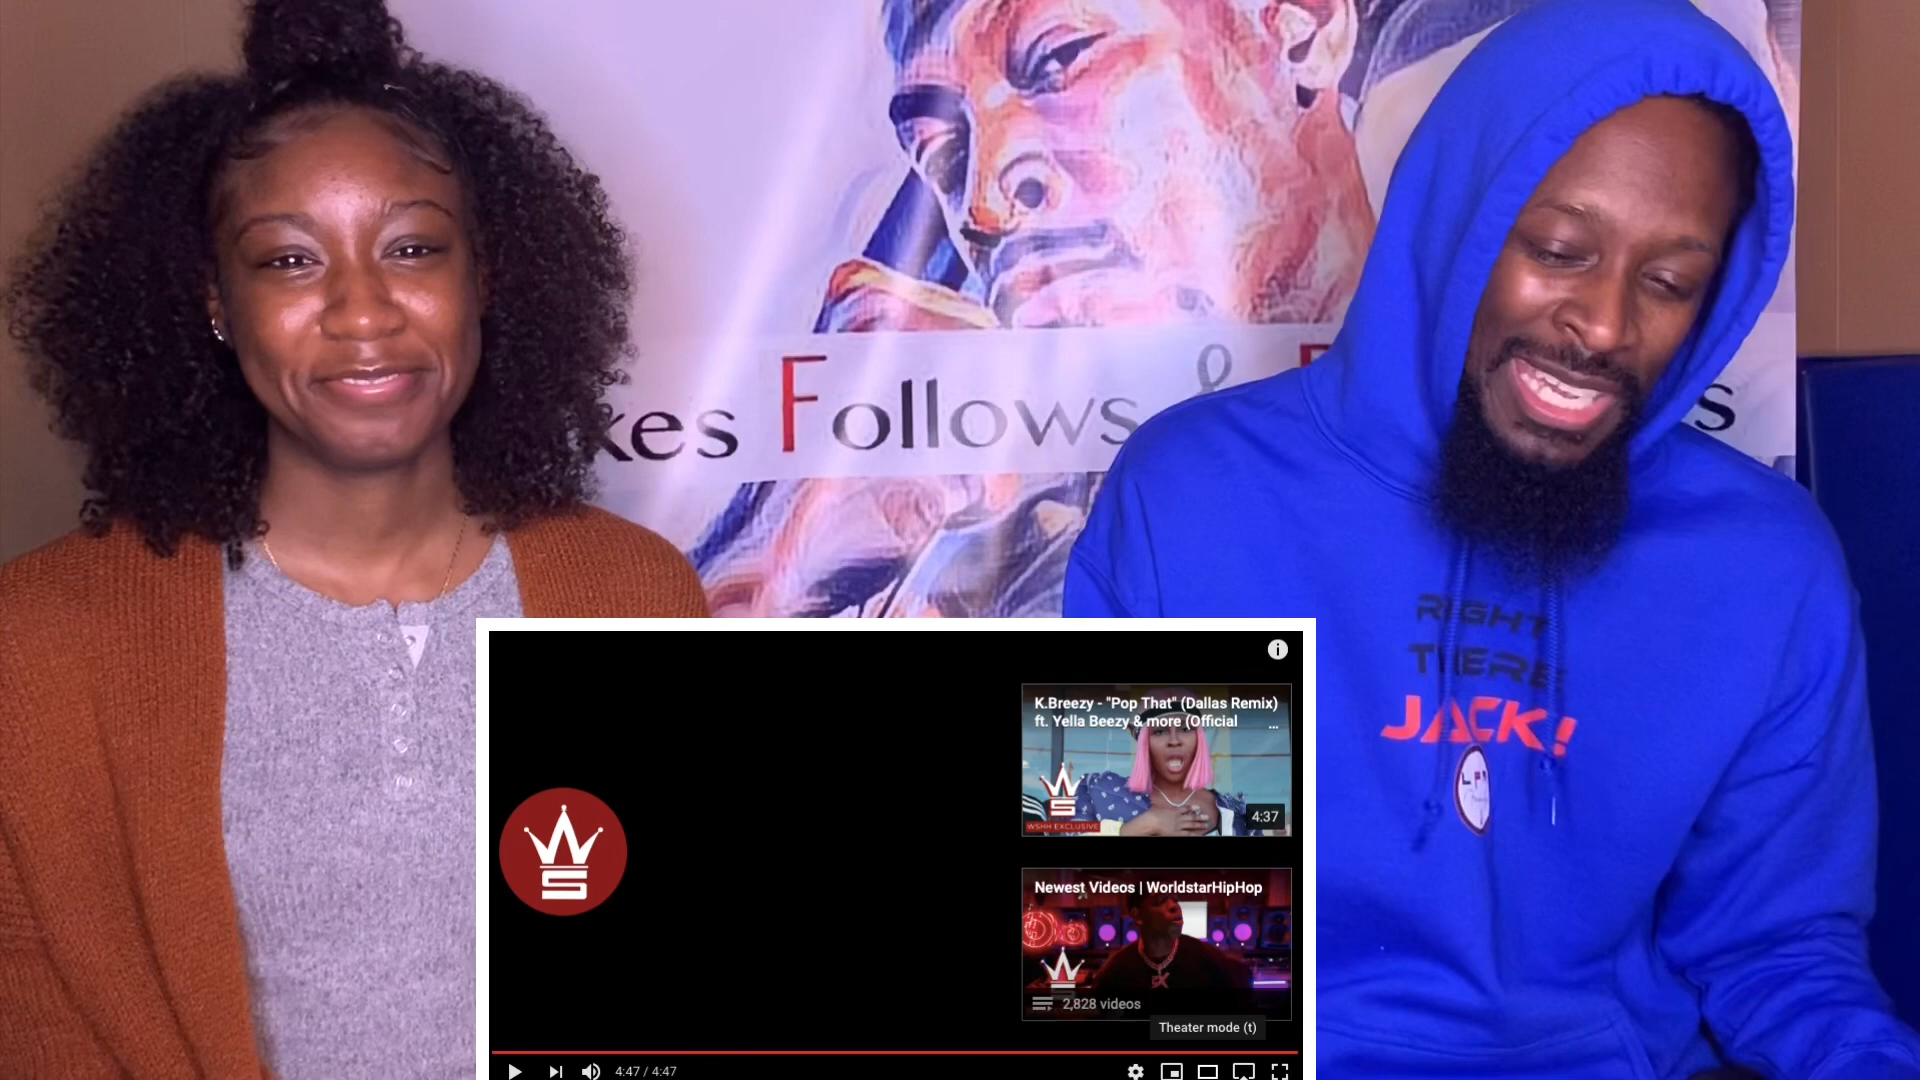 kes Follows &
s
RIGHT
THERE
JACK!
K.Breezy - "Pop That" (Dallas Remix)
ft. Yella Beezy & more (Official ...
WSHH EXCLUSIVE
4:37
Newest Videos | WorldstarHipHop
2,828 videos
Theater mode (t)
4:47 / 4:47